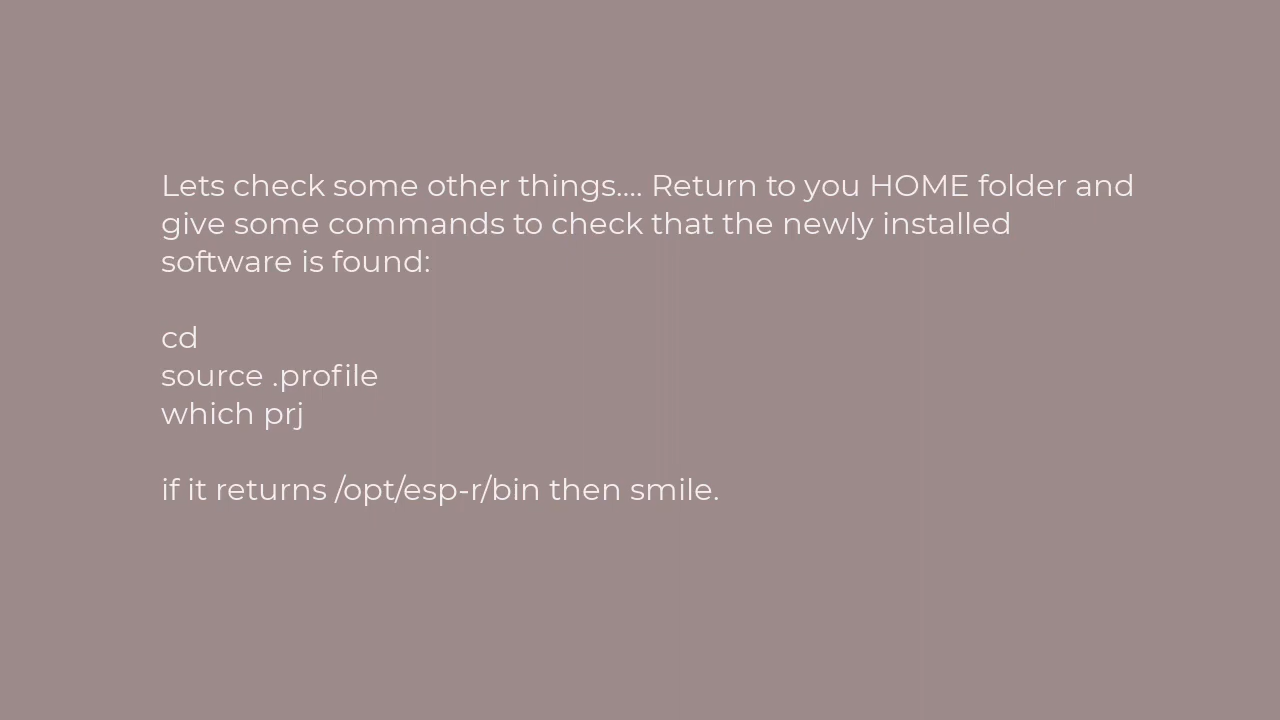 Lets check some other things.... Return to you HOME folder and
give some commands to check that the newly installed
software is found:
cd
source .profile
which prj
if it returns /opt/esp-r/bin then smile.